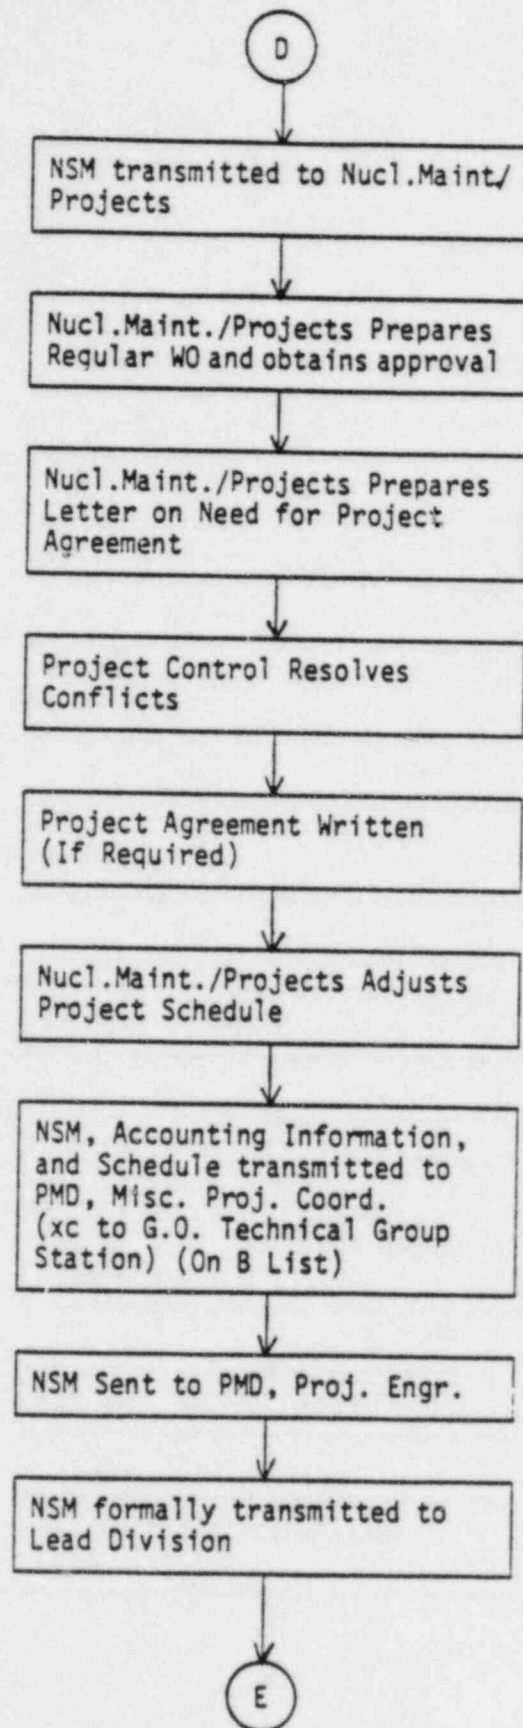 D
NSM transmitted to Nucl.Maint/
Projects
Nucl.Maint./Projects Prepares
Regular WO and obtains approval
Nucl.Maint./Projects Prepares
Letter on Need for Project
Agreement
Project Control Resolves
Conflicts
Project Agreement Written
(If Required)
Nucl.Maint./Projects Adjusts
Project Schedule
NSM, Accounting Information,
and Schedule transmitted to
PMD, Misc. Proj. Coord.
(xc to G.O. Technical Group
Station) (On B List)
NSM Sent to PMD, Proj. Engr.
NSM formally transmitted to
Lead Division
E